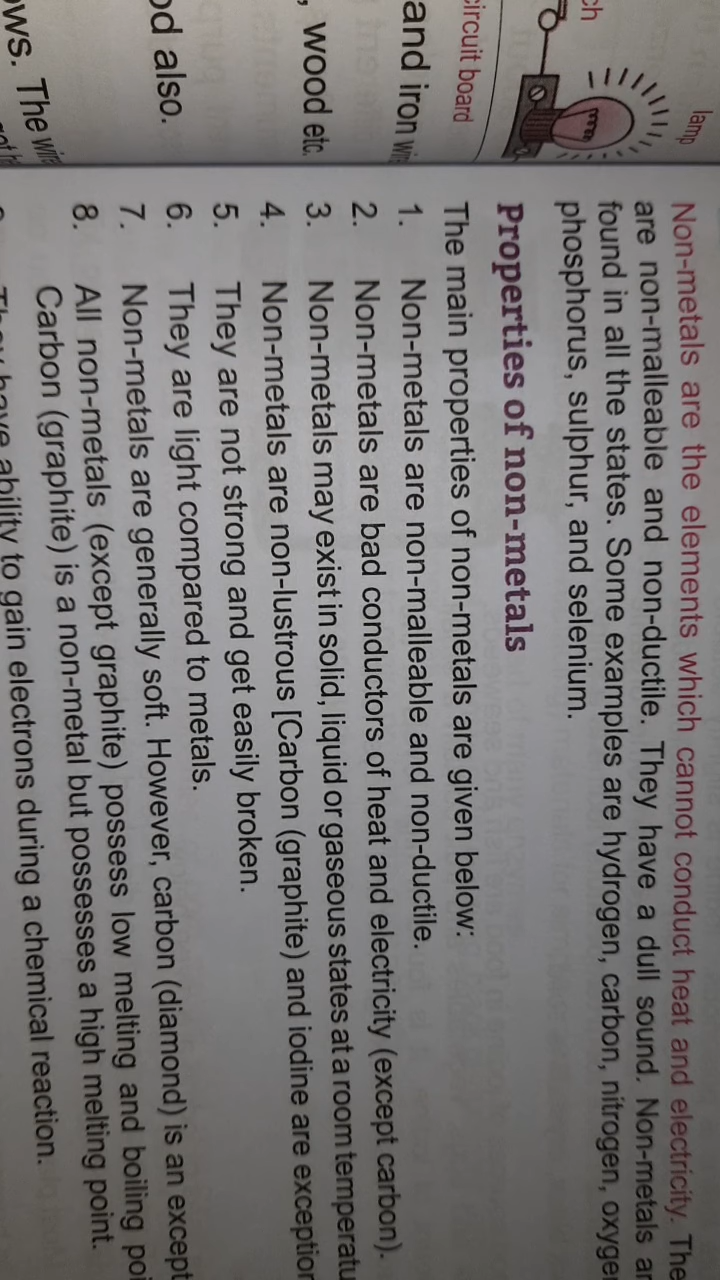 lamp
ch
circuit board
and iron
, wood etc.
od also.
ows. The
Non-metals are the elements which cannot conduct heat and electricity. The
are non-malleable and non-ductile. They have a dull sound. Non-metals
found in all the states. Some examples are hydrogen, carbon, nitrogen, oxyge
phosphorus, sulphur, and selenium.
Properties of non-metals
The main properties of non-metals are given below:
1. Non-metals are non-malleable and non-ductile.
2. Non-metals are bad conductors of heat and electricity (except carbon).
3. Non-metals may exist in solid, liquid or gaseous states at a room temperatu
4. Non-metals are non-lustrous [Carbon (graphite) and iodine are exception
5. They are not strong and get easily broken.
6. They are light compared to metals.
7. Non-metals are generally soft. However, carbon (diamond) is an except
8. All non-metals (except graphite) possess low melting and boiling poi
Carbon (graphite) is a non-metal but possesses a high melting point.
They have ability to gain electrons during a chemical reaction.